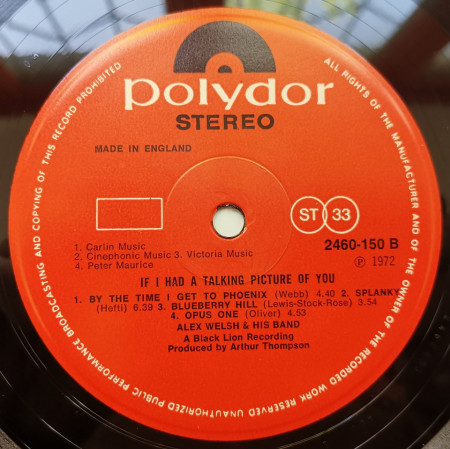 polydor
STEREO
MADE IN ENGLAND
ST 33
1. Carlin Music
2. Cinephonic Music 3. Victoria Music
4. Peter Maurice
2460-150 B
Ⓟ 1972
IF I HAD A TALKING PICTURE OF YOU
1. BY THE TIME I GET TO PHOENIX (Webb) 4.40 2. SPLANKY
(Hefti) 6.39 3. BLUEBERRY HILL (Lewis-Stock-Rose) 3.54
4. OPUS ONE (Oliver) 4.53
ALEX WELSH & HIS BAND
A Black Lion Recording
Produced by Arthur Thompson
ALL RIGHTS OF THE MANUFACTURER AND OF THE OWNER OF THE RECORDED WORK RESERVED UNAUTHORIZED PUBLIC PERFORMANCE BROADCASTING AND COPYING OF THIS RECORD PROHIBITED